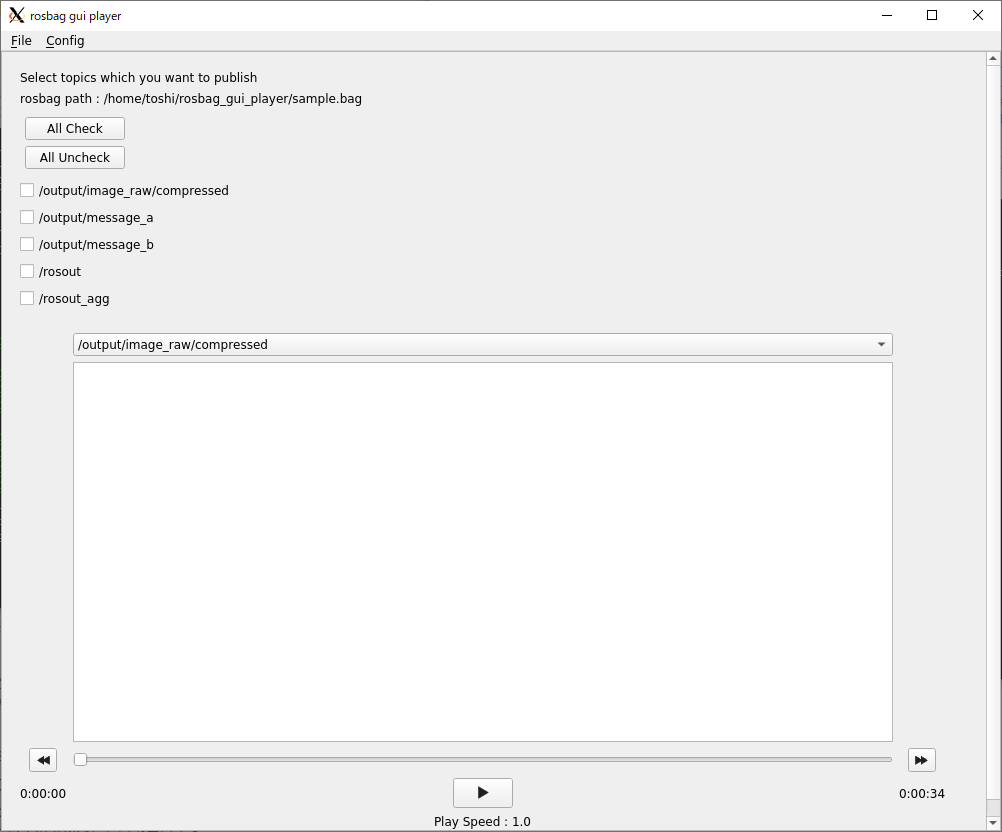 rosbag gui player
File Config
Select topics which you want to publish
rosbag path : /home/toshi/rosbag_gui_player/sample.bag
All Check
All Uncheck
/output/image_raw/compressed
/output/message_a
/output/message_b
/rosout
/rosout_agg
/output/image_raw/compressed
0:00:00 0:00:34
Play Speed : 1.0